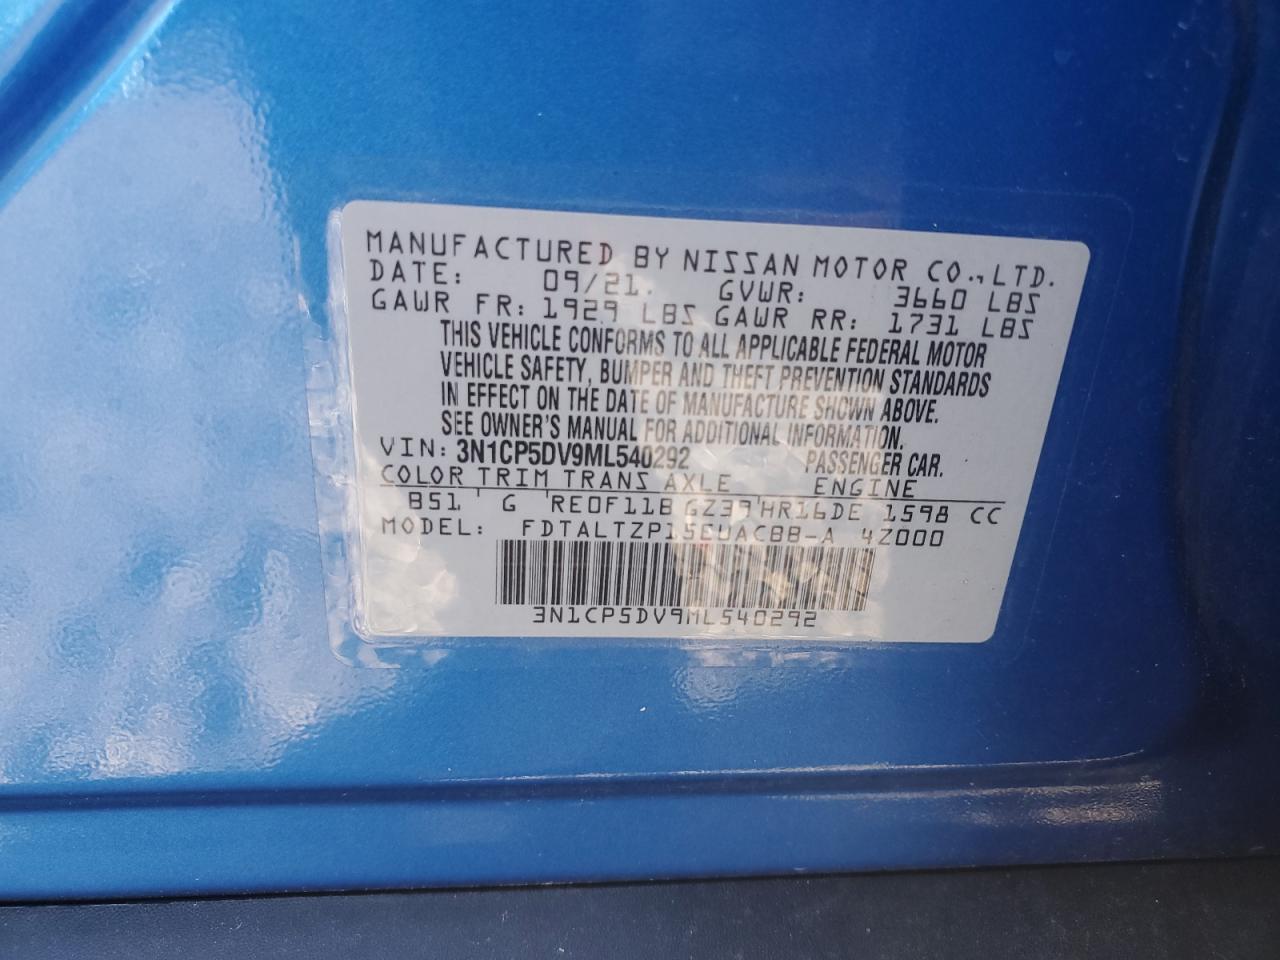 MANUFACTURED BY NISSAN MOTOR CO., LTD.
DATE: 09/21. GVWR: 3660 LBS
GAWR FR: 1929 LBS GAWR RR: 1731 LBS
THIS VEHICLE CONFORMS TO ALL APPLICABLE FEDERAL MOTOR
VEHICLE SAFETY, BUMPER AND THEFT PREVENTION STANDARDS
IN EFFECT ON THE DATE OF MANUFACTURE SHOWN ABOVE.
SEE OWNER'S MANUAL FOR ADDITIONAL INFORMATION.
VIN: 3N1CP5DV9ML540292 PASSENGER CAR.
COLOR TRIM TRANS AXLE ENGINE
B51 G RE0F11B GZ39 HR16DE 1598 CC
MODEL: FDTALTZP15EUACBB-A 4Z000
3N1CP5DV9ML540292